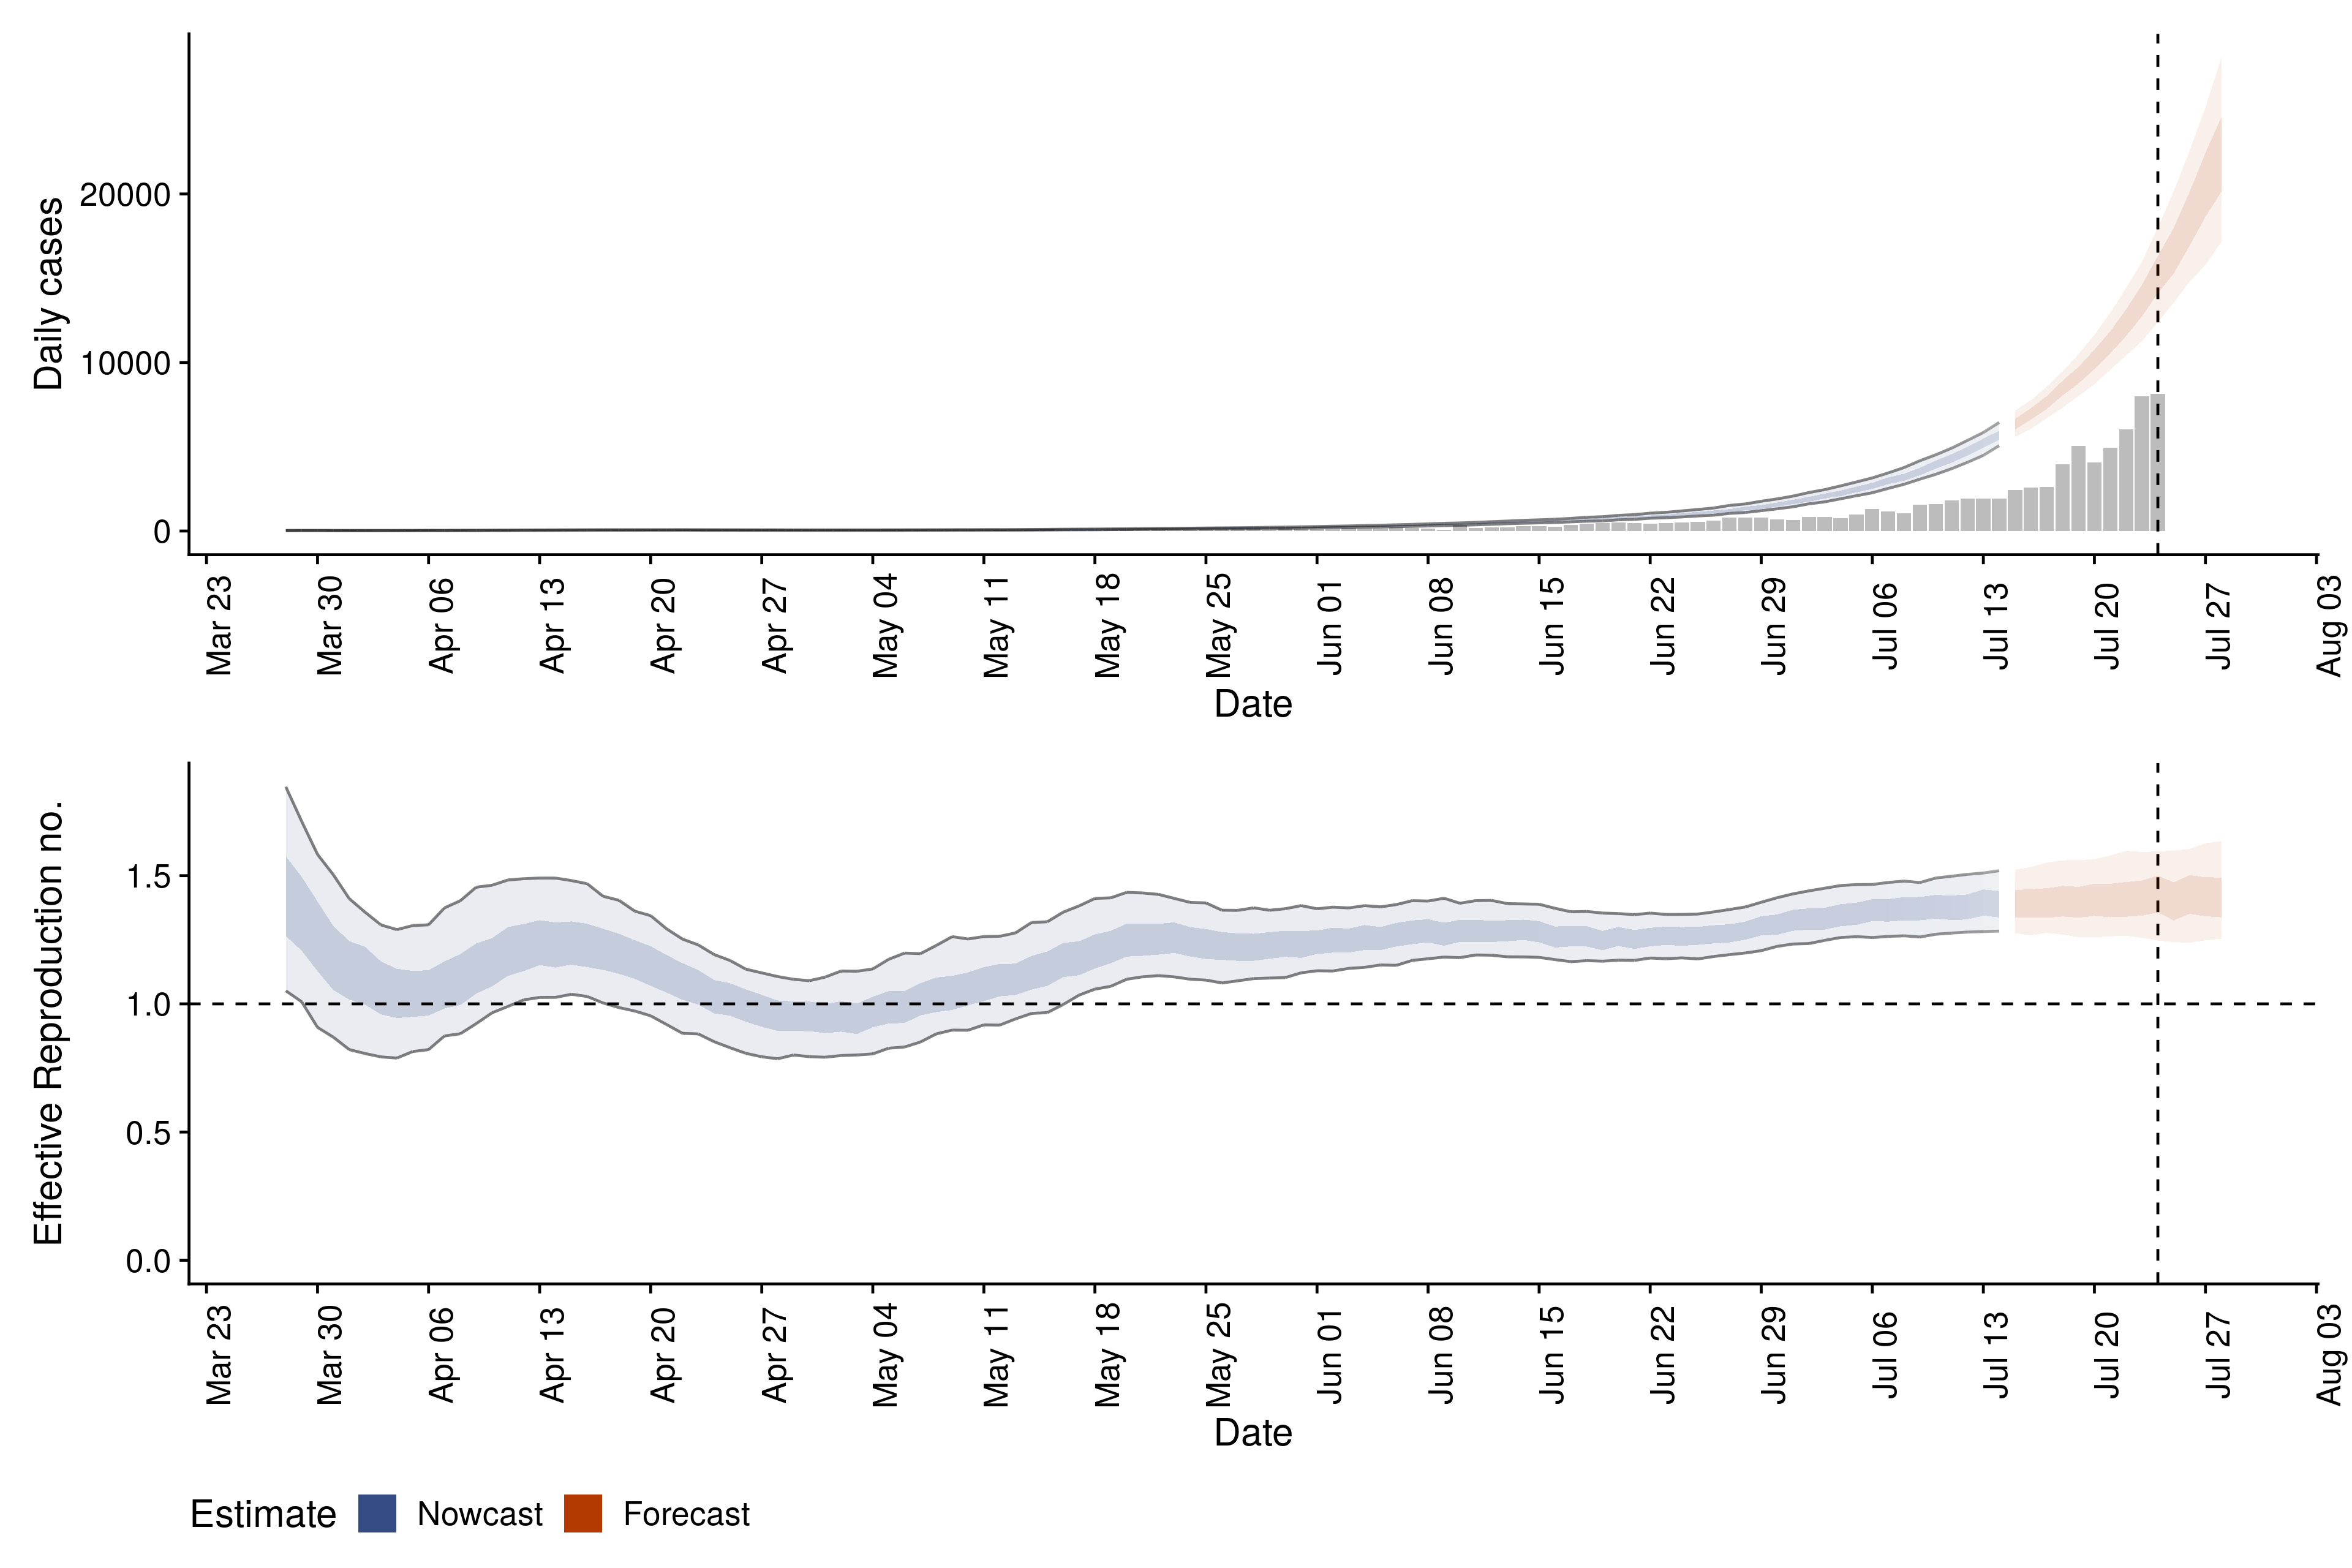 Daily cases
20000
10000
0
Mar 23
Mar 30
Apr 06
Apr 13
Apr 20
Apr 27
May 04
May 11
May 18
May 25
Jun 01
Jun 08
Jun 15
Jun 22
Jun 29
Jul 06
Jul 13
Jul 20
Jul 27
Aug 03
Date
Effective Reproduction no.
1.5
1.0
0.5
0.0
Mar 23
Mar 30
Apr 06
Apr 13
Apr 20
Apr 27
May 04
May 11
May 18
May 25
Jun 01
Jun 08
Jun 15
Jun 22
Jun 29
Jul 06
Jul 13
Jul 20
Jul 27
Aug 03
Date
Estimate Nowcast Forecast